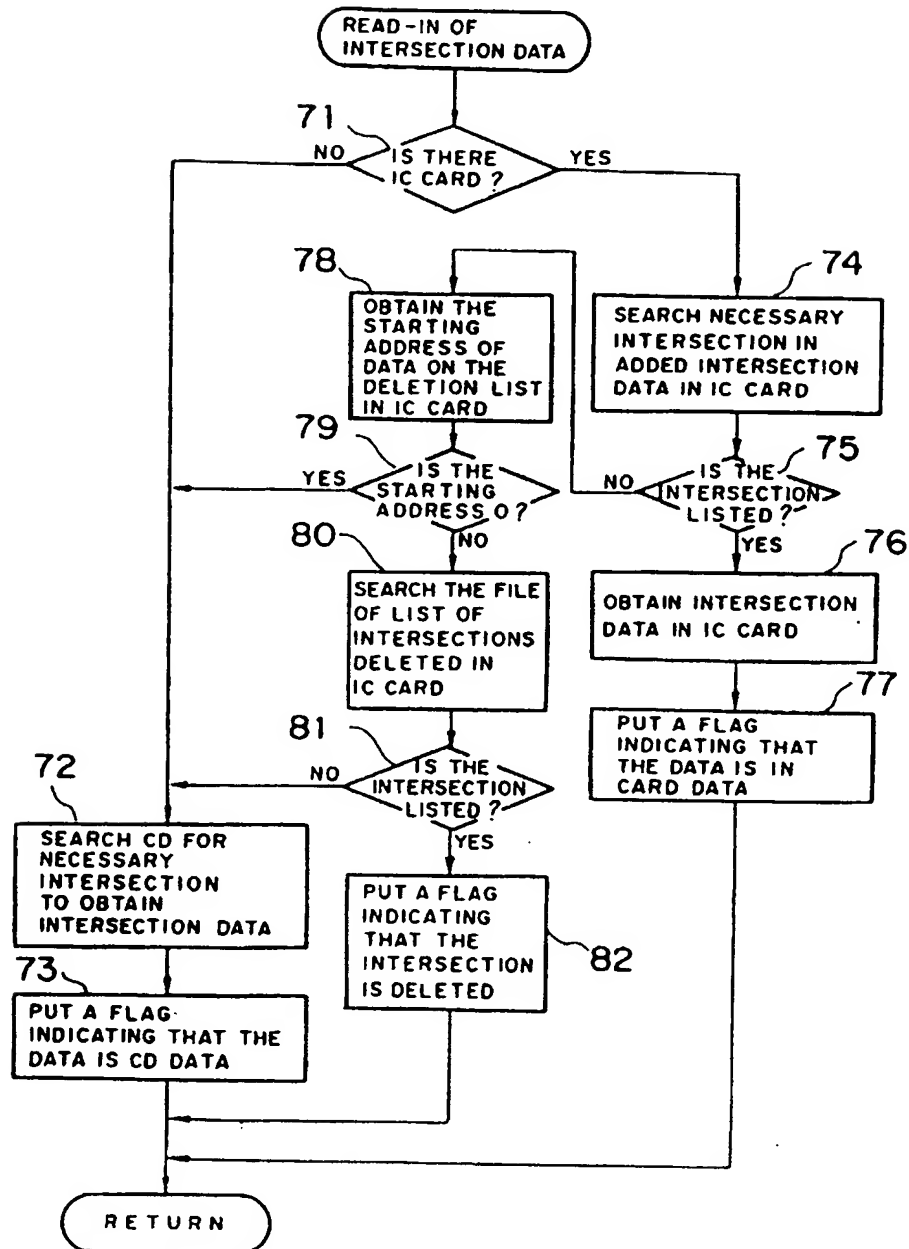 READ-IN OF
INTERSECTION DATA
71
IS THERE
IC CARD ?
NO
YES
78
OBTAIN THE
STARTING
ADDRESS OF
DATA ON THE
DELETION LIST
IN IC CARD
74
SEARCH NECESSARY
INTERSECTION IN
ADDED INTERSECTION
DATA IN IC CARD
79
IS THE
STARTING
ADDRESS O ?
YES
NO
75
IS THE
INTERSECTION
LISTED ?
NO
YES
80
SEARCH THE FILE
OF LIST OF
INTERSECTIONS
DELETED IN
IC CARD
76
OBTAIN INTERSECTION
DATA IN IC CARD
77
PUT A FLAG
INDICATING THAT
THE DATA IS IN
CARD DATA
81
IS THE
INTERSECTION
LISTED ?
NO
YES
72
SEARCH CD FOR
NECESSARY
INTERSECTION
TO OBTAIN
INTERSECTION DATA
82
PUT A FLAG
INDICATING
THAT THE
INTERSECTION
IS DELETED
73
PUT A FLAG
INDICATING THAT THE
DATA IS CD DATA
RETURN